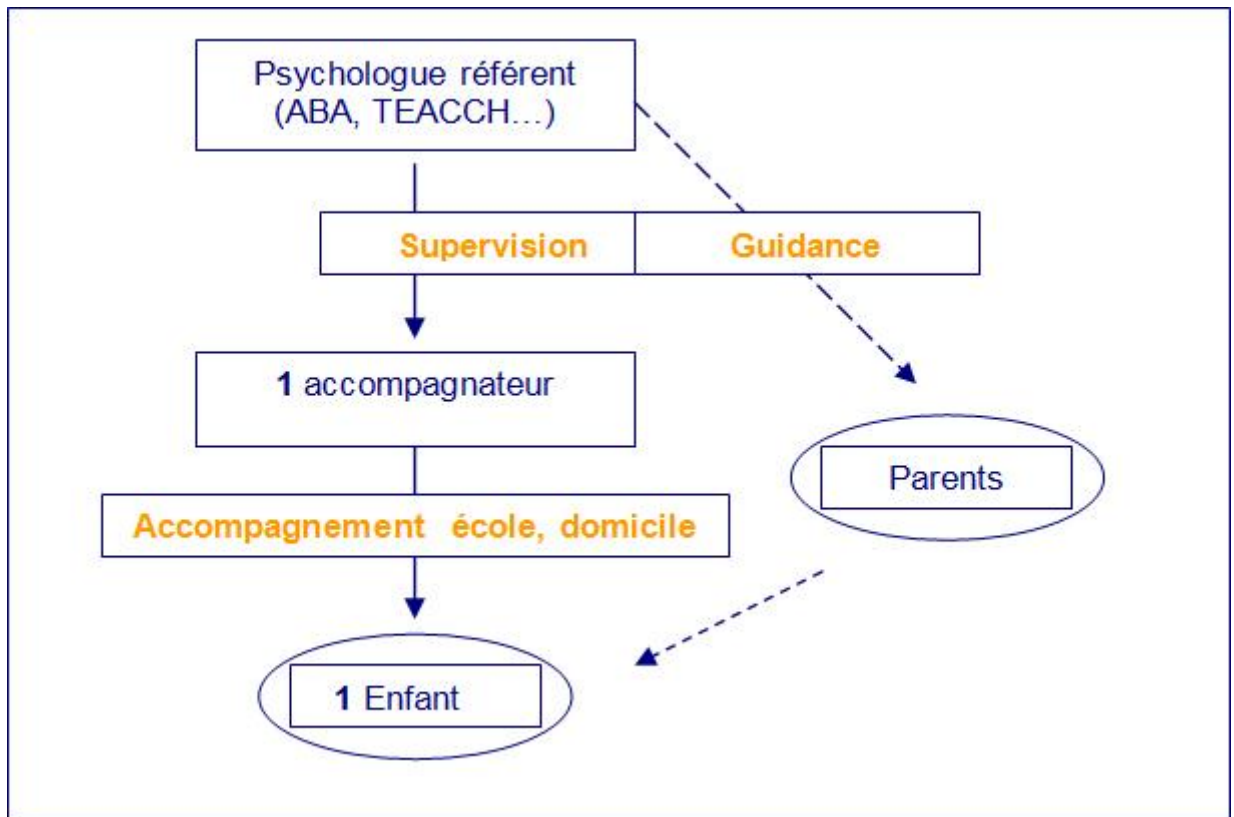 Psychologue référent
(ABA, TEACCH…)
Supervision
Guidance
1 accompagnateur
Parents
Accompagnement école, domicile
1 Enfant